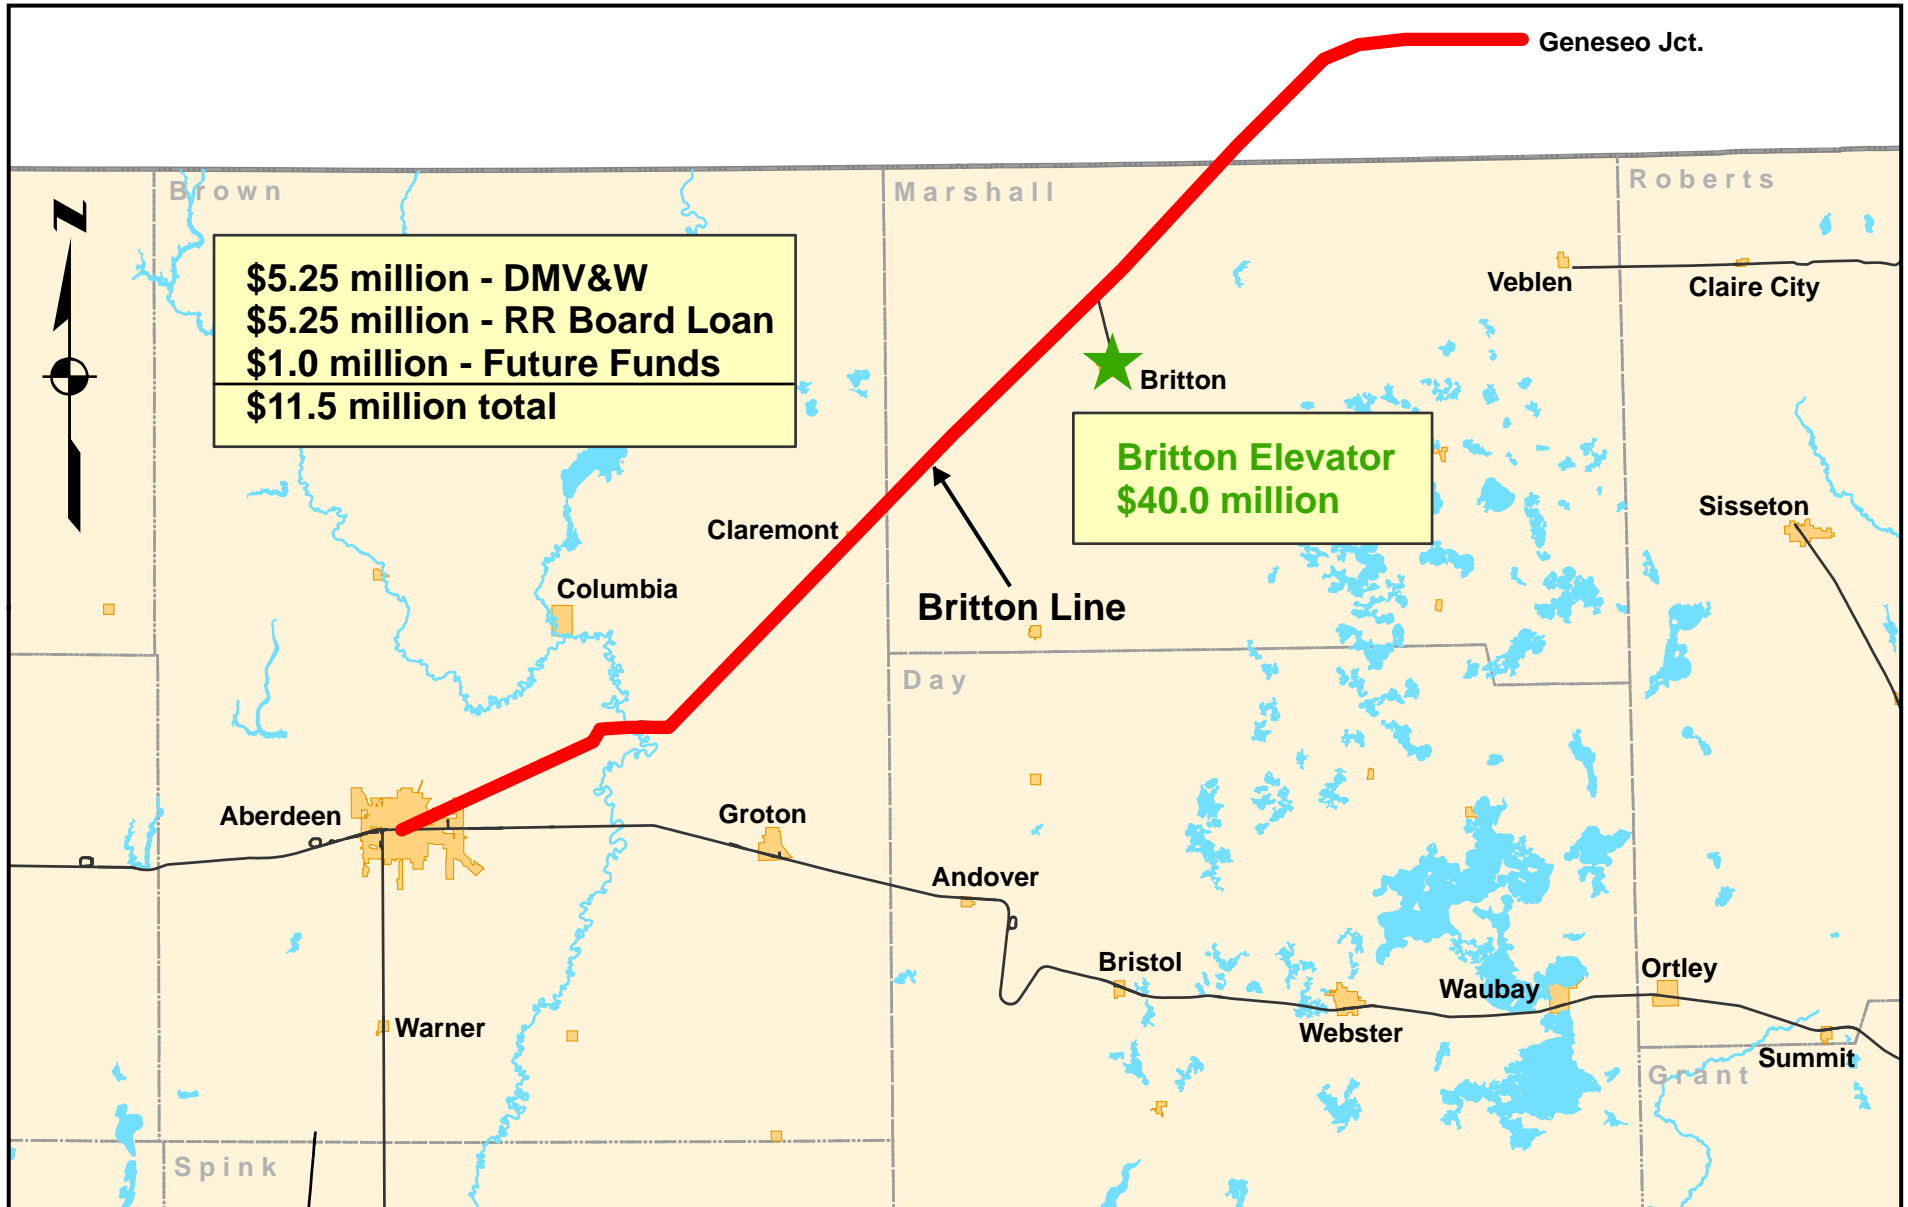 Geneseo Jct.
Brown
Marshall
Roberts
N
$5.25 million - DMV&W
$5.25 million - RR Board Loan
$1.0 million - Future Funds
$11.5 million total
Veblen
Claire City
Britton
Britton Elevator
$40.0 million
Sisseton
Claremont
Columbia
Britton Line
Day
Aberdeen
Groton
Andover
Bristol
Waubay
Ortley
Warner
Webster
Summit
Grant
Spink